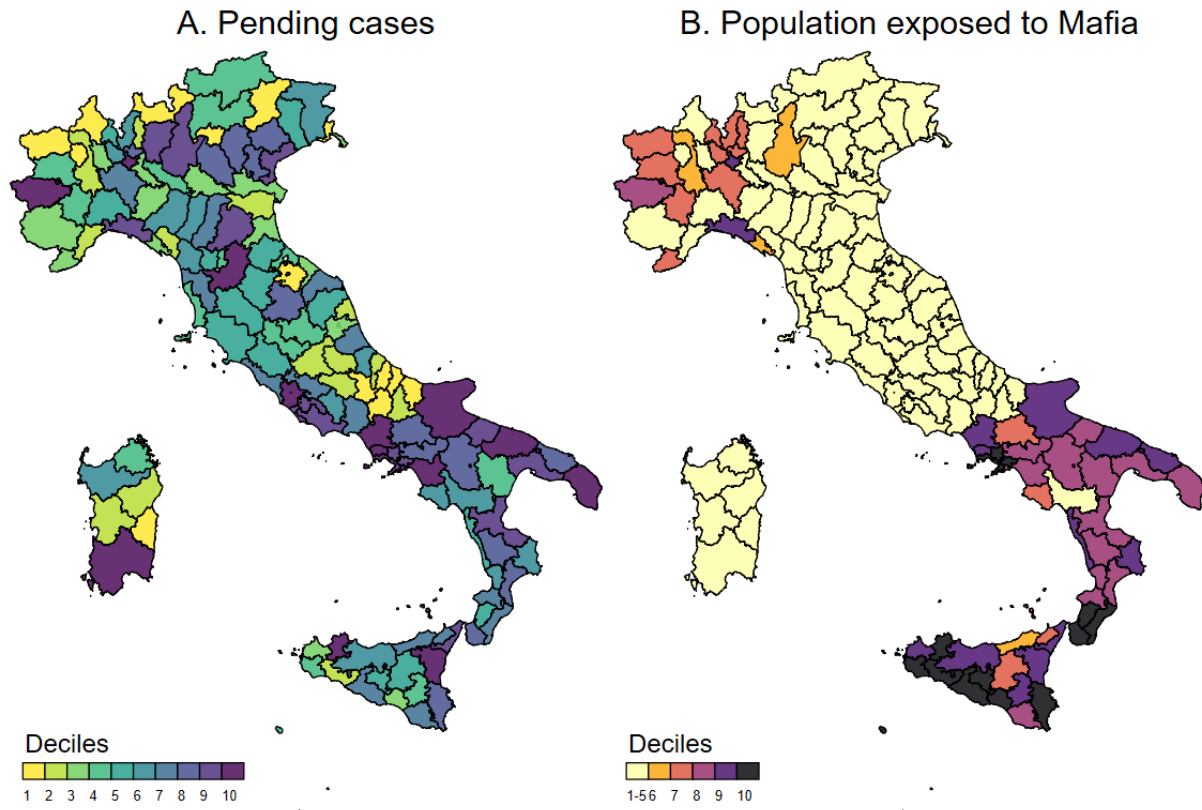 A. Pending cases
B. Population exposed to Mafia
Deciles
1 2 3 4 5 6 7 8 9 10
Deciles
1-5 6 7 8 9 10